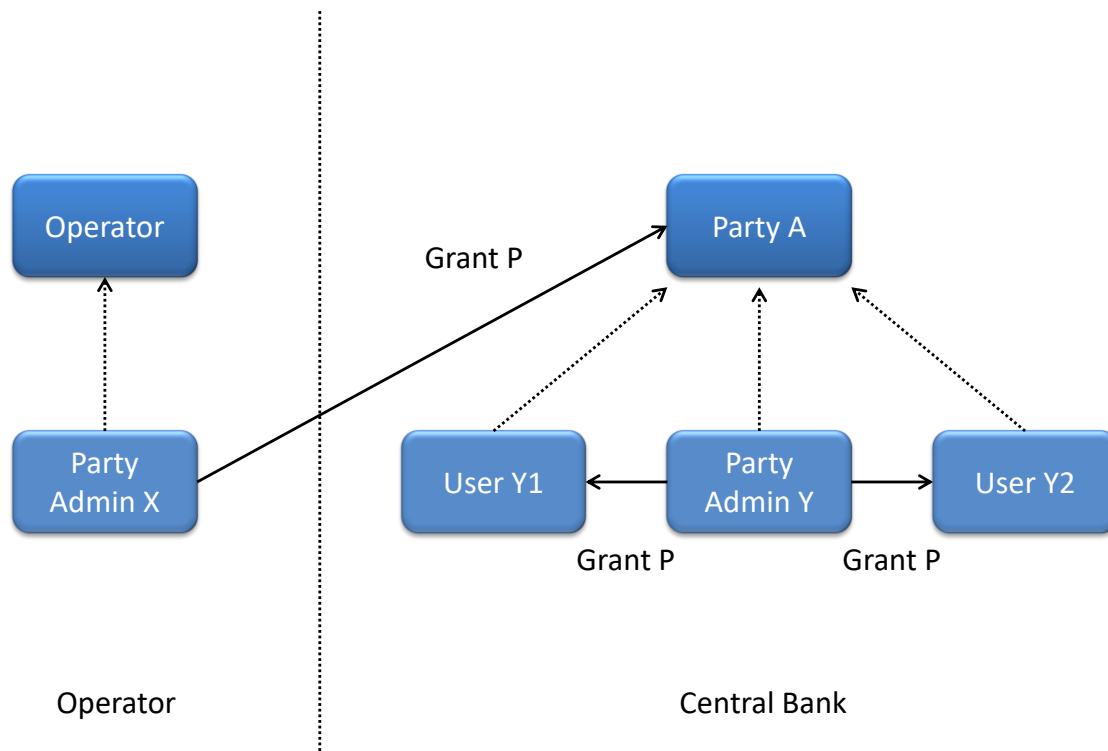 Operator
Party A
Grant P
Party
Admin X
User Y1
Party
Admin Y
User Y2
Grant P
Grant P
Operator
Central Bank